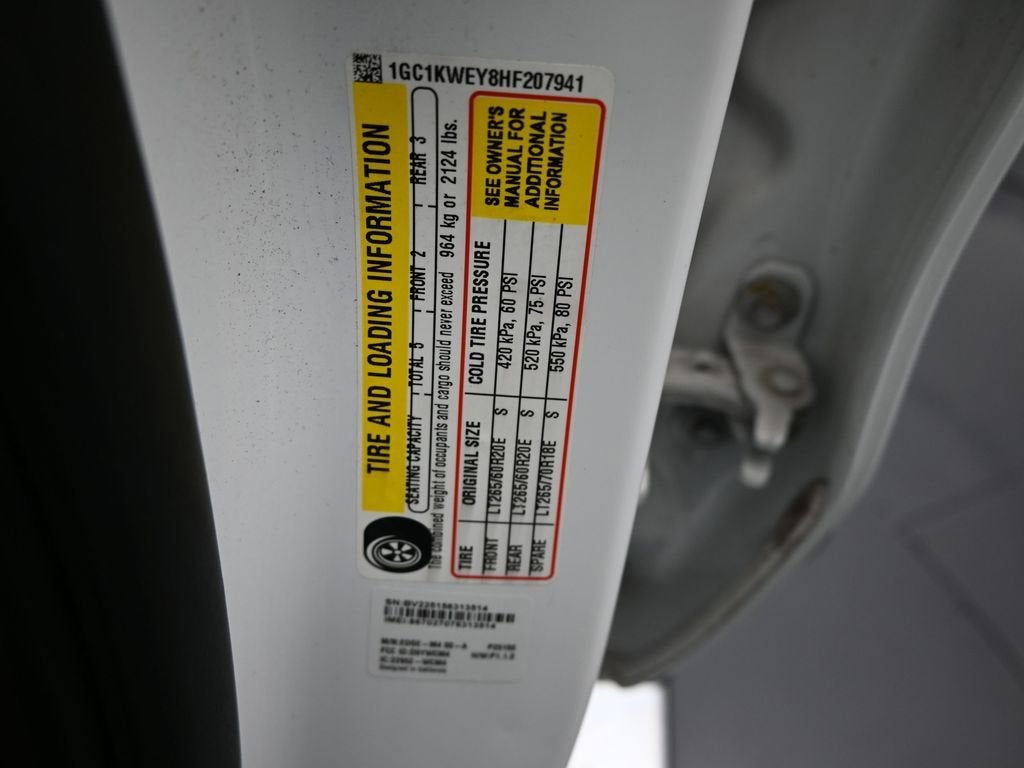 1GC1KWEY8HF207941
TIRE AND LOADING INFORMATION
SEATING CAPACITY TOTAL 5 FRONT 2 REAR 3
The combined weight of occupants and cargo should never exceed 964 kg or 2124 lbs.
TIRE ORIGINAL SIZE COLD TIRE PRESSURE
FRONT LT265/60R20E S 420 kPa, 60 PSI
REAR LT265/60R20E S 520 kPa, 75 PSI
SPARE LT265/70R18E S 550 kPa, 80 PSI
SEE OWNER'S
MANUAL FOR
ADDITIONAL
INFORMATION
Designed in California